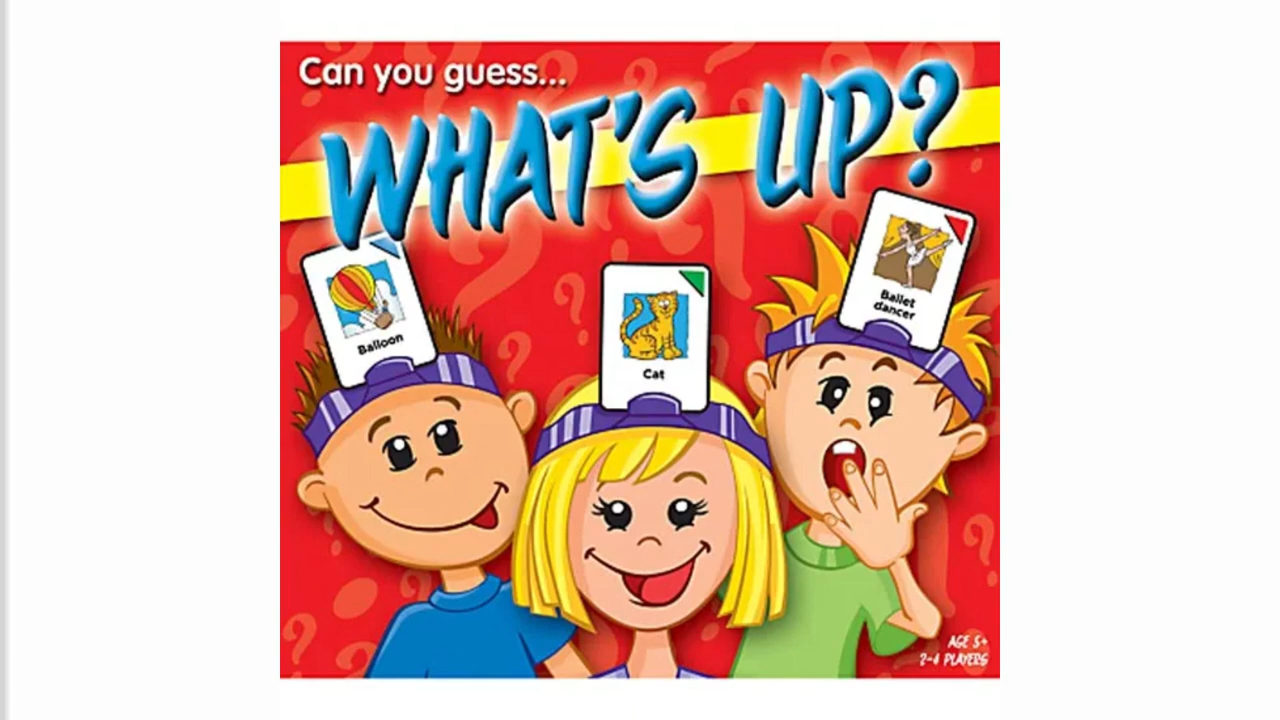 Can you guess...
WHAT'S UP?
Balloon
Cat
Ballet
dancer
AGE 5+
2-4 PLAYERS